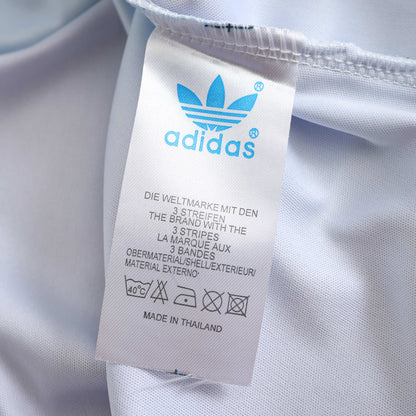 adidas®
®
DIE WELTMARKE MIT DEN
3 STREIFEN
THE BRAND WITH THE
3 STRIPES
LA MARQUE AUX
3 BANDES
OBERMATERIAL/SHELL/EXTERIEUR/
MATERIAL EXTERNO
40°C
MADE IN THAILAND